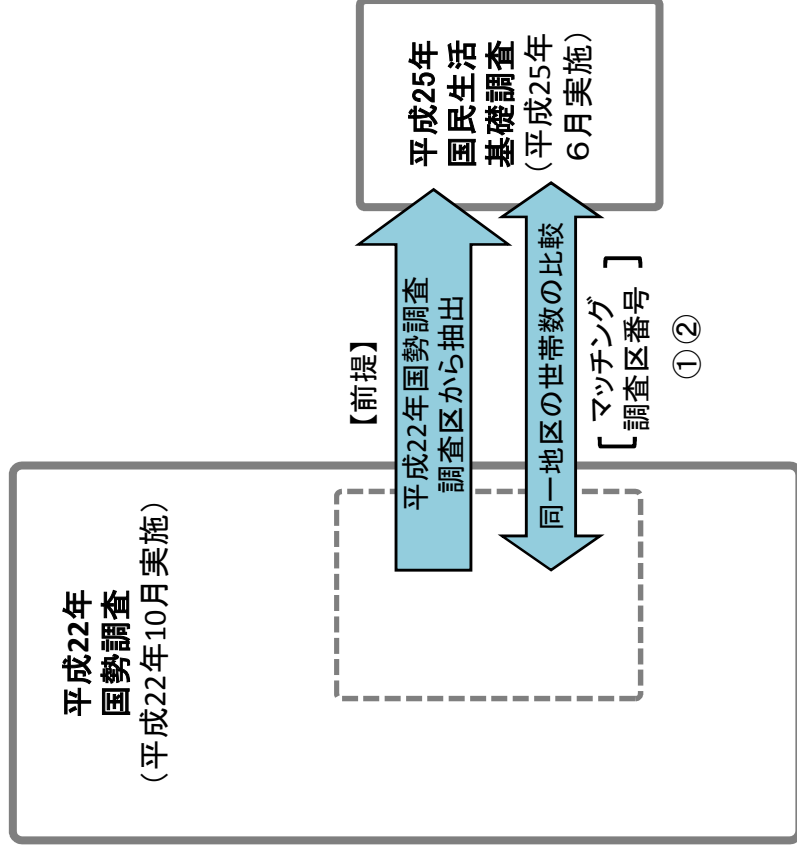 平成22年
国勢調査
（平成22年10月実施）
【前提】
平成22年国勢調査
調査区から抽出
同一地区の世帯数の比較
マッチング
調査区番号
①②
平成25年
国民生活
基礎調査
（平成25年
６月実施）